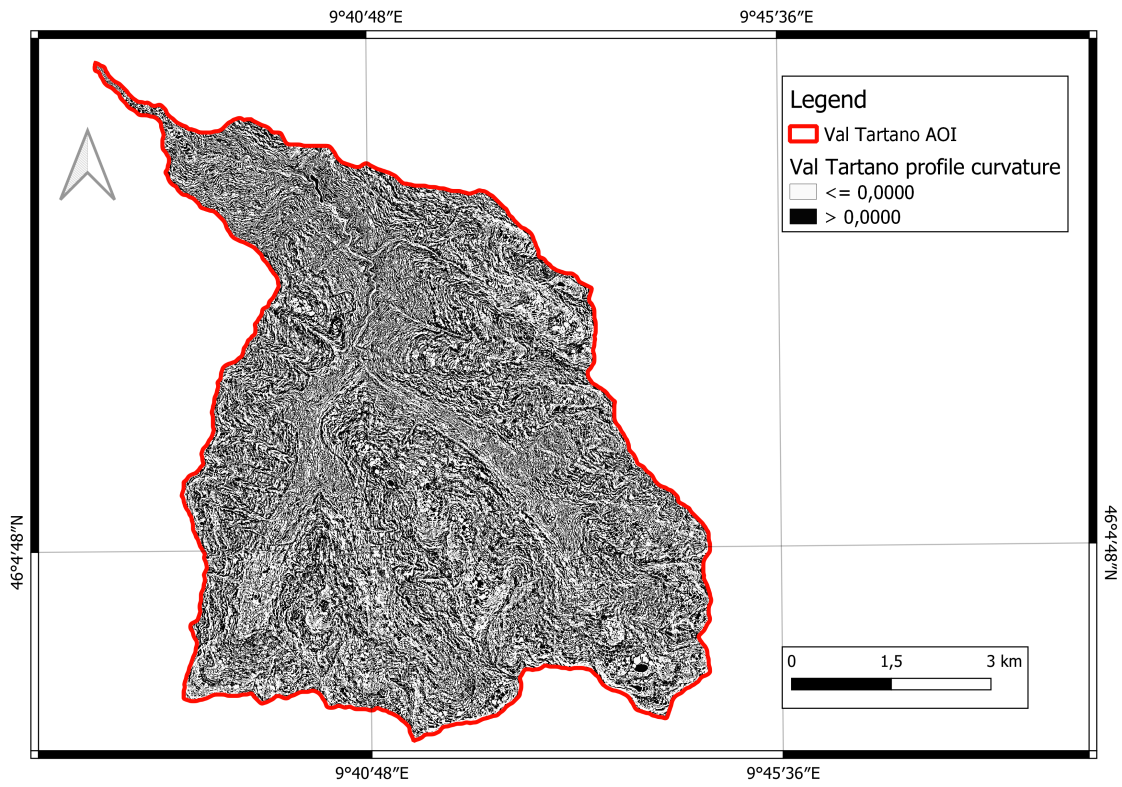 9°40'48"E
9°45'36"E
Legend
Val Tartano AOI
Val Tartano profile curvature
<= 0,0000
> 0,0000
46°4'48"N
46°4'48"N
0 1,5 3 km
9°40'48"E
9°45'36"E